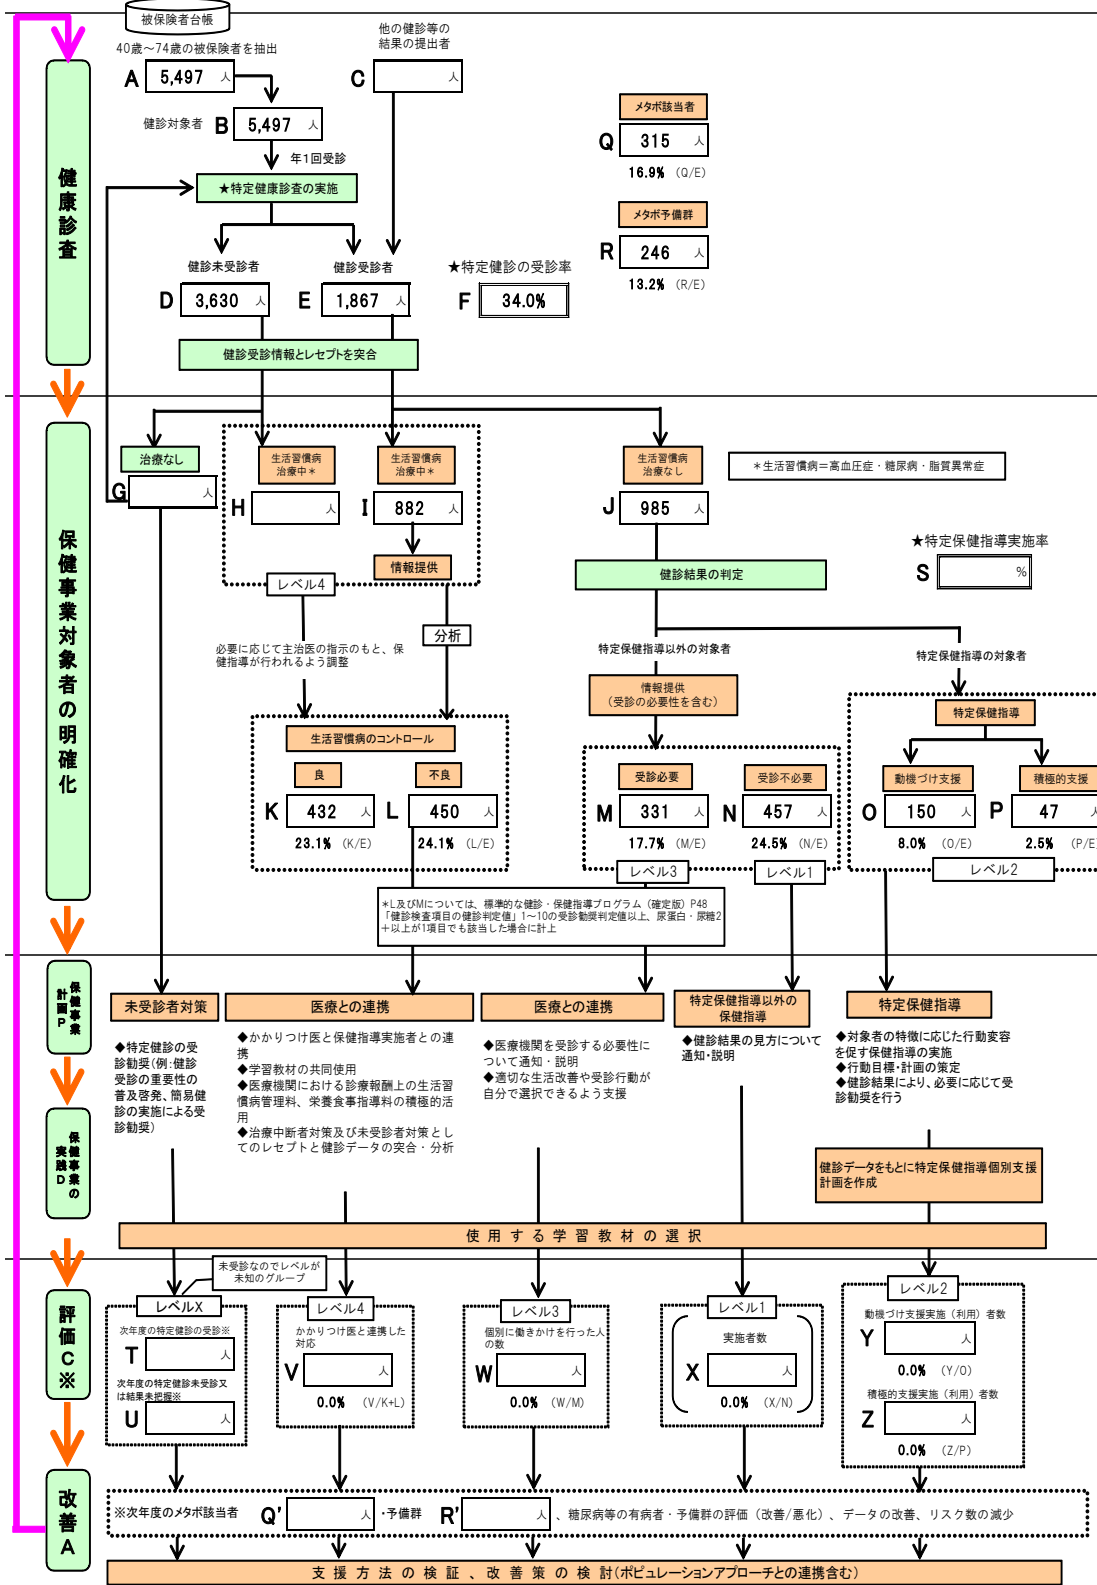 被保険者台帳
40歳～74歳の被保険者を抽出
A 5,497 人
他の健診等の
結果の提出者
C 人
健診対象者 B 5,497 人
年1回受診
★特定健康診査の実施
メタボ該当者
Q 315 人
16.9% (Q/E)
メタボ予備群
R 246 人
13.2% (R/E)
健康診査
健診未受診者
D 3,630 人
健診受診者
E 1,867 人
★特定健診の受診率
F 34.0%
健診受診情報とレセプトを突合
保健事業対象者の明確化
治療なし
G 人
生活習慣病
治療中＊
H 人
生活習慣病
治療中＊
I 882 人
情報提供
レベル4
生活習慣病
治療なし
J 985 人
＊生活習慣病＝高血圧症・糖尿病・脂質異常症
★特定保健指導実施率
S %
健診結果の判定
分析
必要に応じて主治医の指示のもと、保
健指導が行われるよう調整
特定保健指導以外の対象者
特定保健指導の対象者
情報提供
（受診の必要性を含む）
特定保健指導
生活習慣病のコントロール
良
K 432 人
23.1% (K/E)
不良
L 450 人
24.1% (L/E)
受診必要
M 331 人
17.7% (M/E)
レベル3
受診不必要
N 457 人
24.5% (N/E)
レベル1
動機づけ支援
O 150 人
8.0% (O/E)
積極的支援
P 47 人
2.5% (P/E)
レベル2
＊L及びMについては、標準的な健診・保健指導プログラム（確定版）P48
「健診検査項目の健診判定値」1～10の受診勧奨判定値以上、尿蛋白・尿糖2
＋以上が1項目でも該当した場合に計上
保健事業
計画P
未受診者対策
◆特定健診の受
診勧奨(例:健診
受診の重要性の
普及啓発、簡易健
診の実施による受
診勧奨)
医療との連携
◆かかりつけ医と保健指導実施者との連
携
◆学習教材の共同使用
◆医療機関における診療報酬上の生活習
慣病管理料、栄養食事指導料の積極的活
用
◆治療中断者対策及び未受診者対策とし
てのレセプトと健診データの突合・分析
医療との連携
◆医療機関を受診する必要性に
ついて通知・説明
◆適切な生活改善や受診行動が
自分で選択できるよう支援
特定保健指導以外の
保健指導
◆健診結果の見方について
通知・説明
特定保健指導
◆対象者の特徴に応じた行動変容
を促す保健指導の実施
◆行動目標・計画の策定
◆健診結果により、必要に応じて受
診勧奨を行う
保健事業の
実践D
健診データをもとに特定保健指導個別支援
計画を作成
使用する学習教材の選択
評価C※
未受診なのでレベルが
未知のグループ
レベルX
次年度の特定健診の受診※
T 人
次年度の特定健診未受診又
は結果未把握※
U 人
レベル4
かかりつけ医と連携した
対応
V 人
0.0% (V/K+L)
レベル3
個別に働きかけを行った人
の数
W 人
0.0% (W/M)
レベル1
実施者数
X 人
0.0% (X/N)
レベル2
動機づけ支援実施（利用）者数
Y 人
0.0% (Y/O)
積極的支援実施（利用）者数
Z 人
0.0% (Z/P)
改善A
※次年度のメタボ該当者 Q' 人 ・予備群 R' 人 、糖尿病等の有病者・予備群の評価（改善/悪化）、データの改善、リスク数の減少
支援方法の検証、改善策の検討(ポピュレーションアプローチとの連携含む)